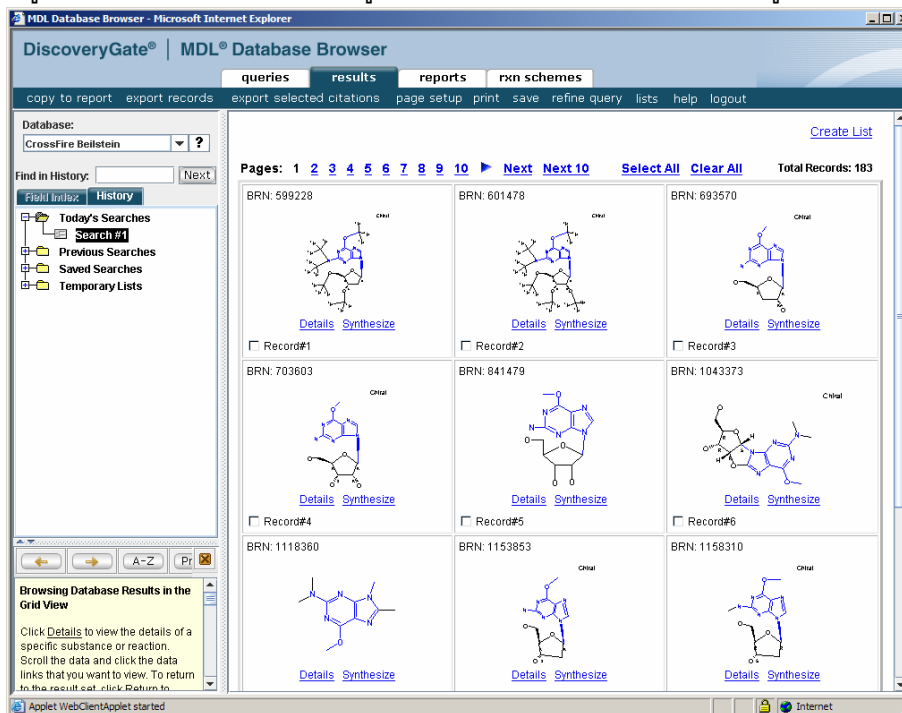 MDL Database Browser - Microsoft Internet Explorer
DiscoveryGate® | MDL® Database Browser
queries results reports rxn schemes
copy to report export records export selected citations page setup print save refine query lists help logout
Database:
CrossFire Beilstein ?
Create List
Find in History: Next
Pages: 1 2 3 4 5 6 7 8 9 10 Next Next 10 Select All Clear All Total Records: 183
Field Index History
Today's Searches
Search #1
Previous Searches
Saved Searches
Temporary Lists
BRN: 599228 BRN: 601478 BRN: 693570
Chiral Chiral Chiral
Details Synthesize Details Synthesize Details Synthesize
Record#1 Record#2 Record#3
BRN: 703603 BRN: 841479 BRN: 1043373
Chiral Chiral
Details Synthesize Details Synthesize Details Synthesize
Record#4 Record#5 Record#6
BRN: 1118360 BRN: 1153853 BRN: 1158310
Chiral Chiral
Details Synthesize Details Synthesize Details Synthesize
A-Z Pr
Browsing Database Results in the
Grid View
Click Details to view the details of a
specific substance or reaction.
Scroll the data and click the data
links that you want to view. To return
to the result set, click Return to
Applet WebClientApplet started Internet